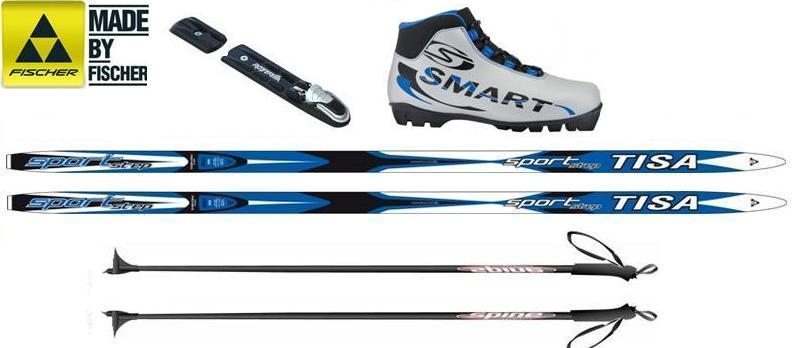 MADE
BY
FISCHER
FISCHER
SMART
sport step
sport step TISA
sport step
sport step TISA
spine
spine